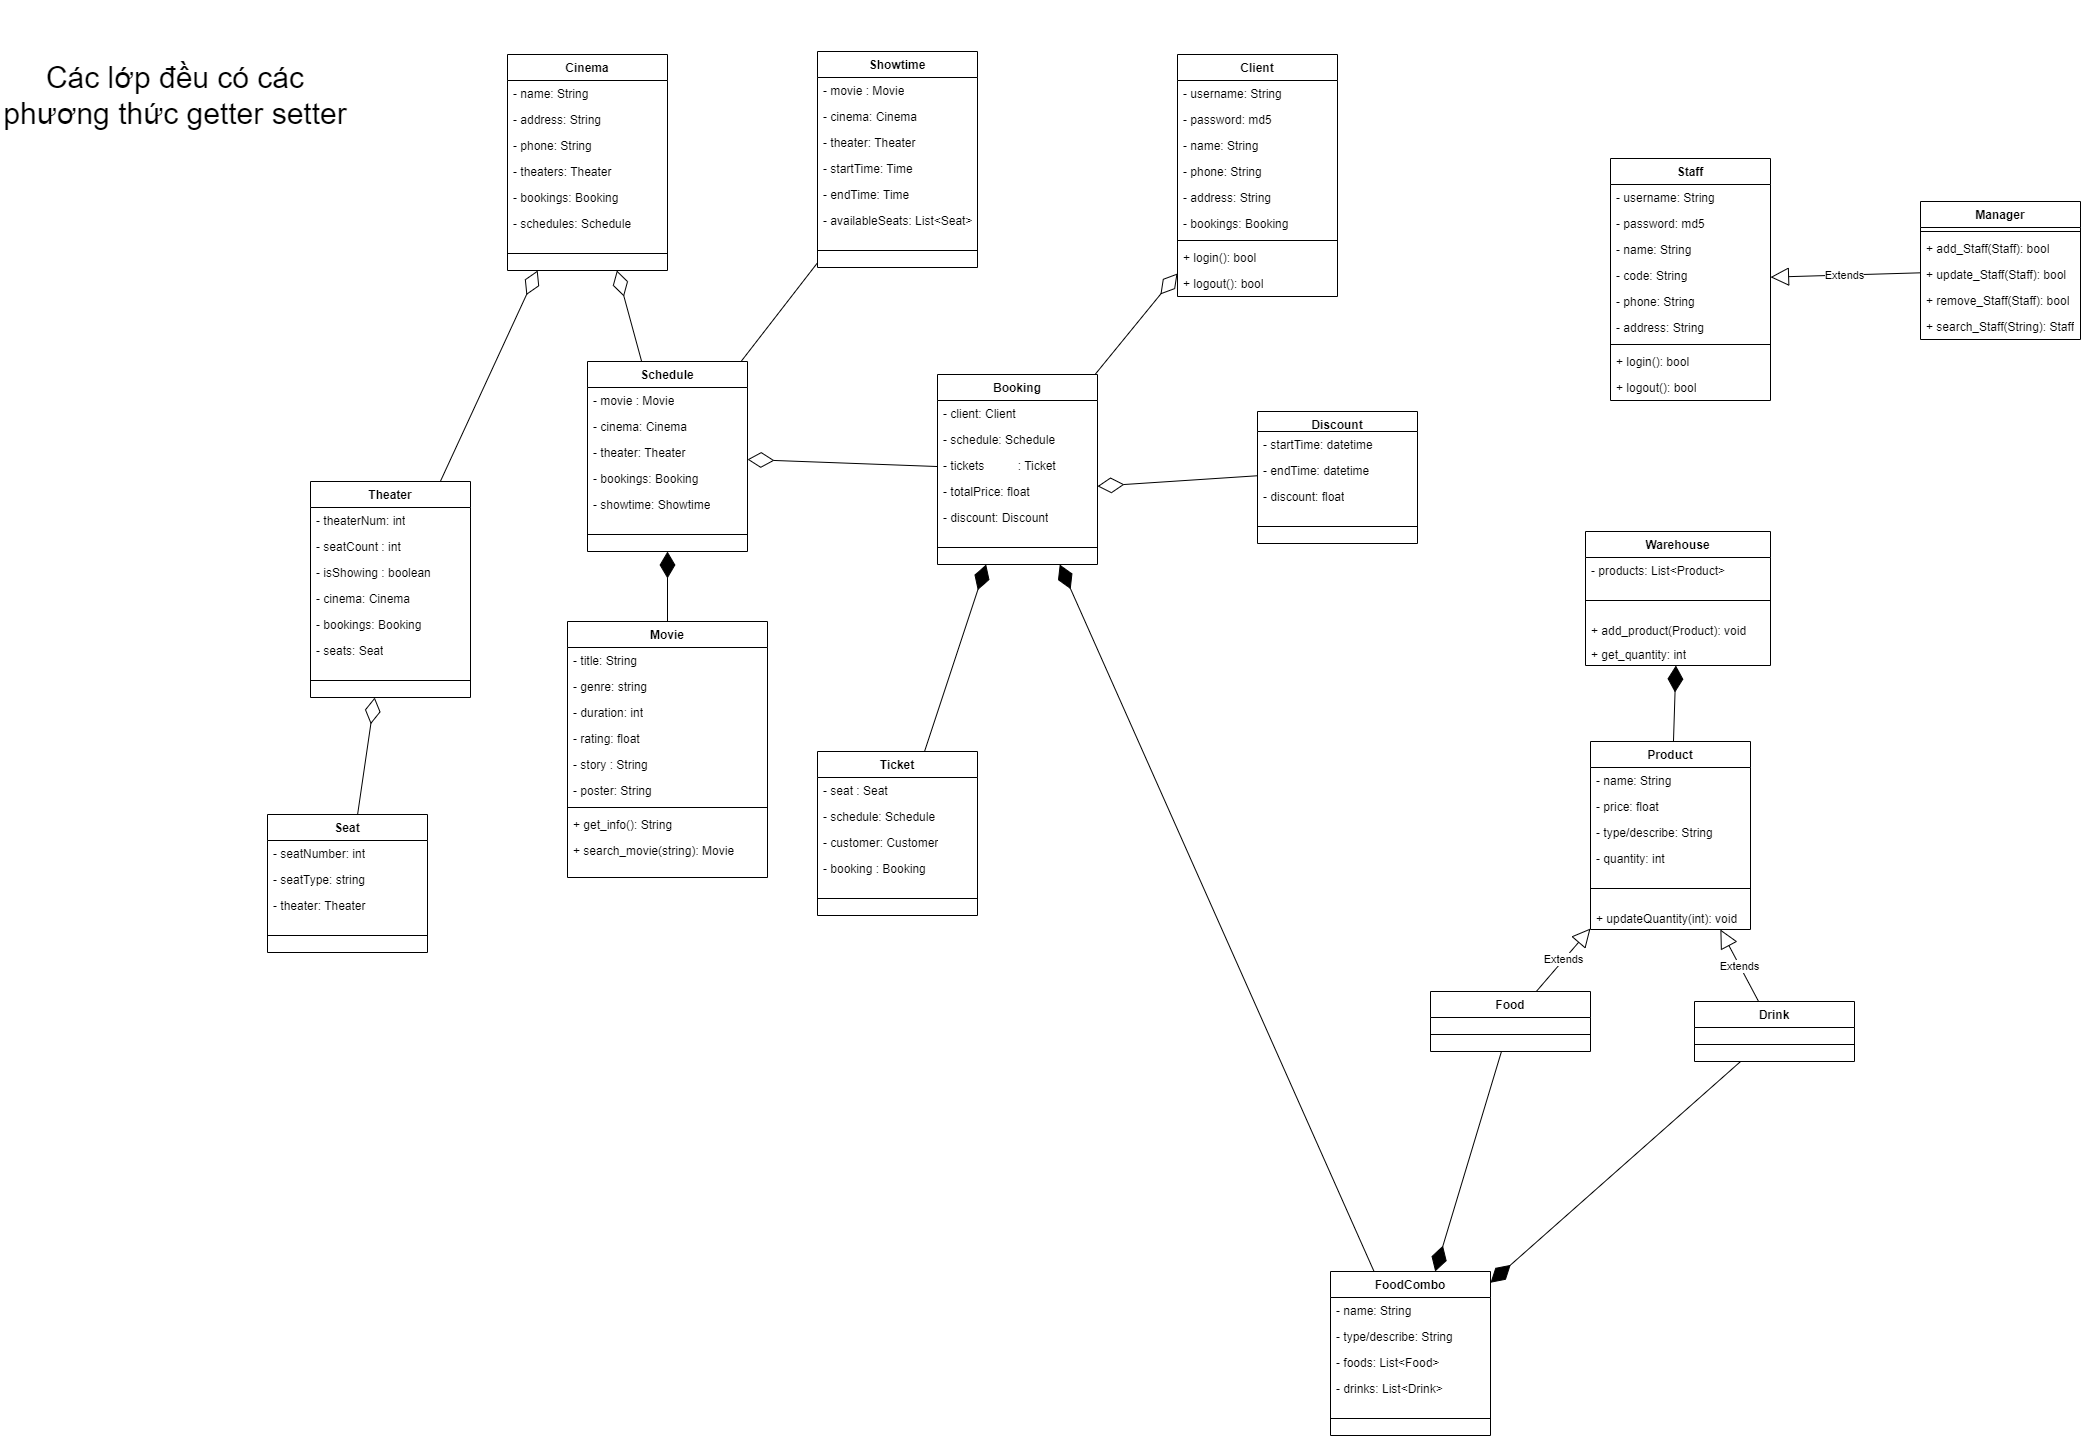 Các lớp đều có các
phương thức getter setter
Cinema
- name: String
- address: String
- phone: String
- theaters: Theater
- bookings: Booking
- schedules: Schedule
Showtime
- movie : Movie
- cinema: Cinema
- theater: Theater
- startTime: Time
- endTime: Time
- availableSeats: List<Seat>
Client
- username: String
- password: md5
- name: String
- phone: String
- address: String
- bookings: Booking
+ login(): bool
+ logout(): bool
Staff
- username: String
- password: md5
- name: String
- code: String
- phone: String
- address: String
+ login(): bool
+ logout(): bool
Extends
Manager
+ add_Staff(Staff): bool
+ update_Staff(Staff): bool
+ remove_Staff(Staff): bool
+ search_Staff(String): Staff
Schedule
- movie : Movie
- cinema: Cinema
- theater: Theater
- bookings: Booking
- showtime: Showtime
Booking
- client: Client
- schedule: Schedule
- tickets : Ticket
- totalPrice: float
- discount: Discount
Discount
- startTime: datetime
- endTime: datetime
- discount: float
Theater
- theaterNum: int
- seatCount : int
- isShowing : boolean
- cinema: Cinema
- bookings: Booking
- seats: Seat
Warehouse
- products: List<Product>
+ add_product(Product): void
+ get_quantity: int
Movie
- title: String
- genre: string
- duration: int
- rating: float
- story : String
- poster: String
+ get_info(): String
+ search_movie(string): Movie
Ticket
- seat : Seat
- schedule: Schedule
- customer: Customer
- booking : Booking
Product
- name: String
- price: float
- type/describe: String
- quantity: int
+ updateQuantity(int): void
Seat
- seatNumber: int
- seatType: string
- theater: Theater
Extends
Extends
Food
Drink
FoodCombo
- name: String
- type/describe: String
- foods: List<Food>
- drinks: List<Drink>